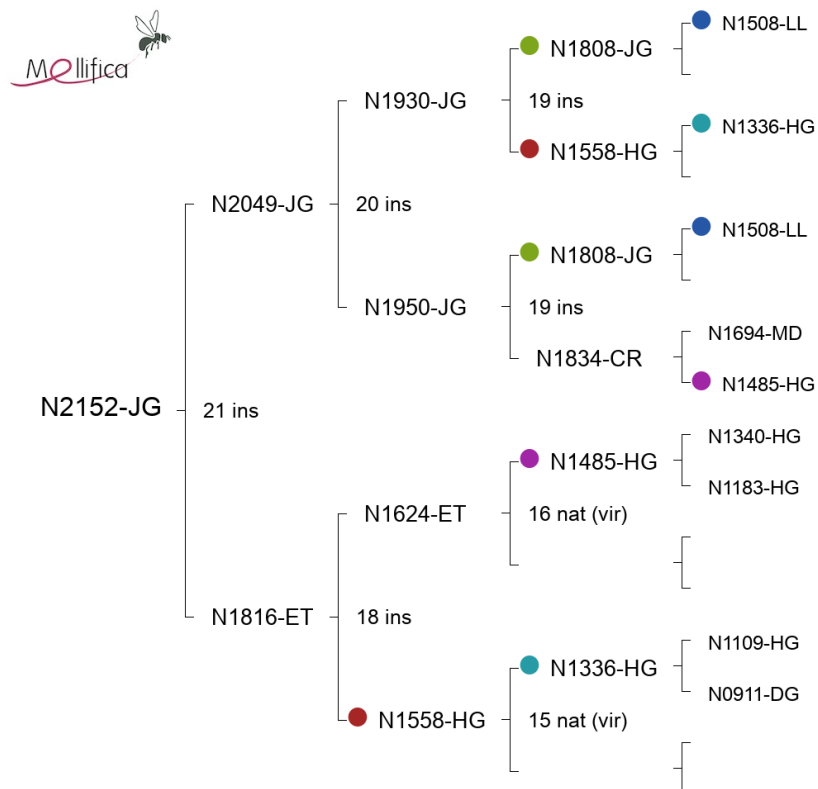 Mellifica
N1508-LL
N1808-JG
N1930-JG
19 ins
N1336-HG
N1558-HG
N2049-JG
20 ins
N1508-LL
N1808-JG
N1950-JG
19 ins
N1694-MD
N1834-CR
N1485-HG
N2152-JG
21 ins
N1340-HG
N1485-HG
N1183-HG
N1624-ET
16 nat (vir)
N1816-ET
18 ins
N1109-HG
N1336-HG
N0911-DG
N1558-HG
15 nat (vir)